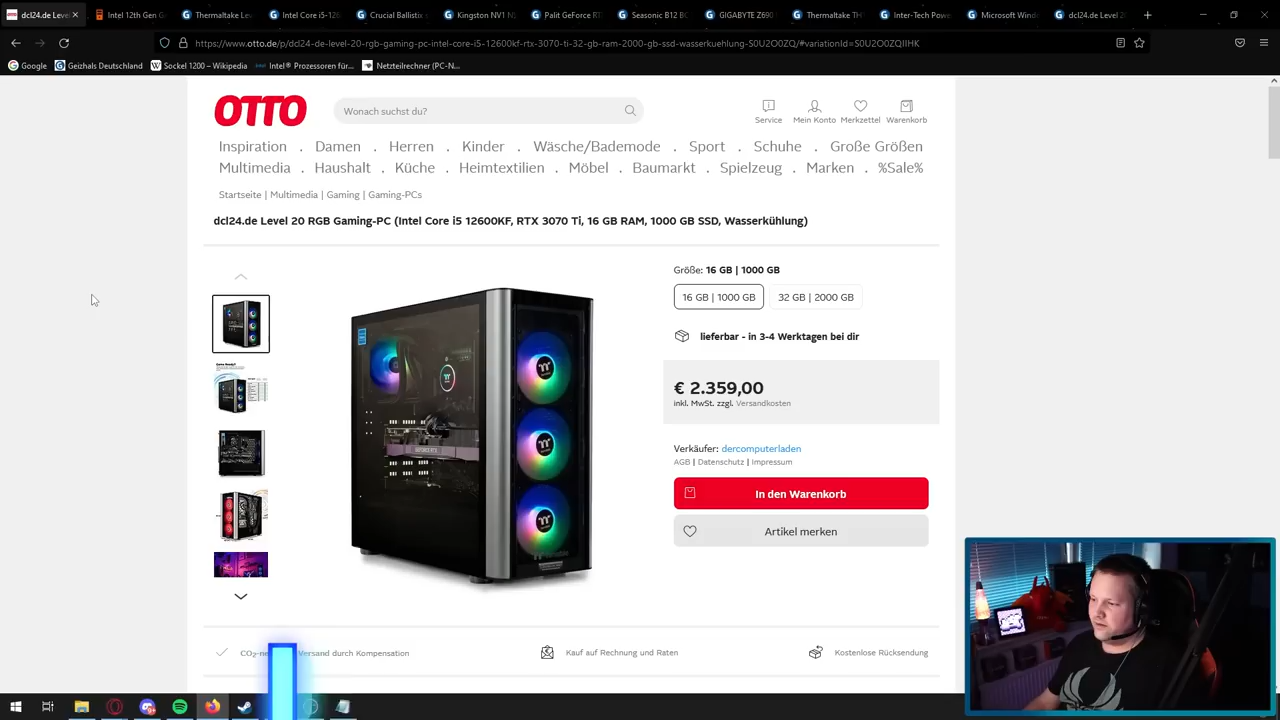 dcl24.de Leve
Intel 12th Gen
Thermaltake Le
Intel Core i5-126
Crucial Ballistix
Kingston NV1 N
Palit GeForce RT
Seasonic B12 BC
GIGABYTE Z690
Thermaltake TH
Inter-Tech Powe
Microsoft Wind
dcl24.de Level 20
https://www.otto.de/p/dcl24-de-level-20-rgb-gaming-pc-intel-core-i5-12600kf-rtx-3070-ti-32-gb-ram-2000-gb-ssd-wasserkuehlung-S0U2O0ZQ/#variationId=S0U2O0ZQIIHK
Google
Geizhals Deutschland
Sockel 1200 – Wikipedia
Intel® Prozessoren für...
Netzteilrechner (PC-N...
OTTO
Wonach suchst du?
Service
Mein Konto
Merkzettel
Warenkorb
Inspiration . Damen . Herren . Kinder . Wäsche/Bademode . Sport . Schuhe . Große Größen
Multimedia . Haushalt . Küche . Heimtextilien . Möbel . Baumarkt . Spielzeug . Marken . %Sale%
Startseite | Multimedia | Gaming | Gaming-PCs
dcl24.de Level 20 RGB Gaming-PC (Intel Core i5 12600KF, RTX 3070 Ti, 16 GB RAM, 1000 GB SSD, Wasserkühlung)
Größe: 16 GB | 1000 GB
16 GB | 1000 GB
32 GB | 2000 GB
lieferbar - in 3-4 Werktagen bei dir
€ 2.359,00
inkl. MwSt. zzgl. Versandkosten
Verkäufer: dercomputerladen
AGB | Datenschutz | Impressum
In den Warenkorb
Artikel merken
GEFORCE RTX
Versand durch Kompensation
Kauf auf Rechnung und Raten
Kostenlose Rücksendung